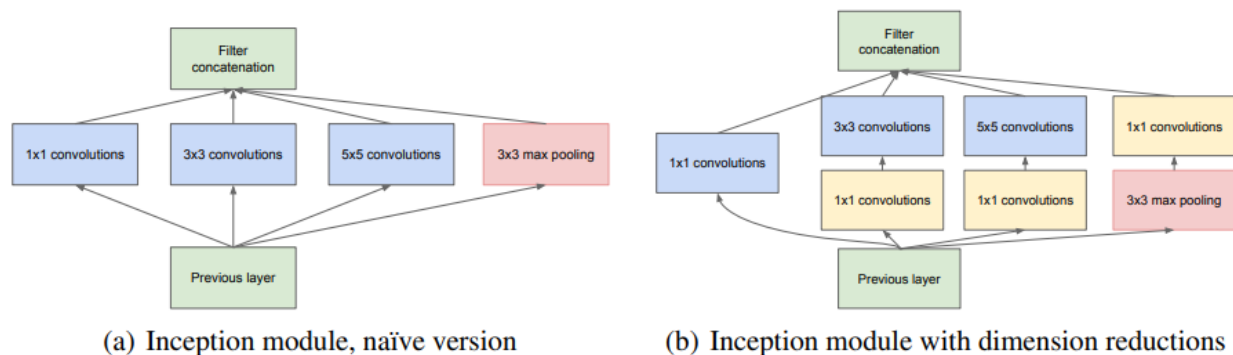 Filter
concatenation
1x1 convolutions
3x3 convolutions
5x5 convolutions
3x3 max pooling
Previous layer
(a) Inception module, naïve version
Filter
concatenation
3x3 convolutions
5x5 convolutions
1x1 convolutions
1x1 convolutions
1x1 convolutions
1x1 convolutions
3x3 max pooling
Previous layer
(b) Inception module with dimension reductions